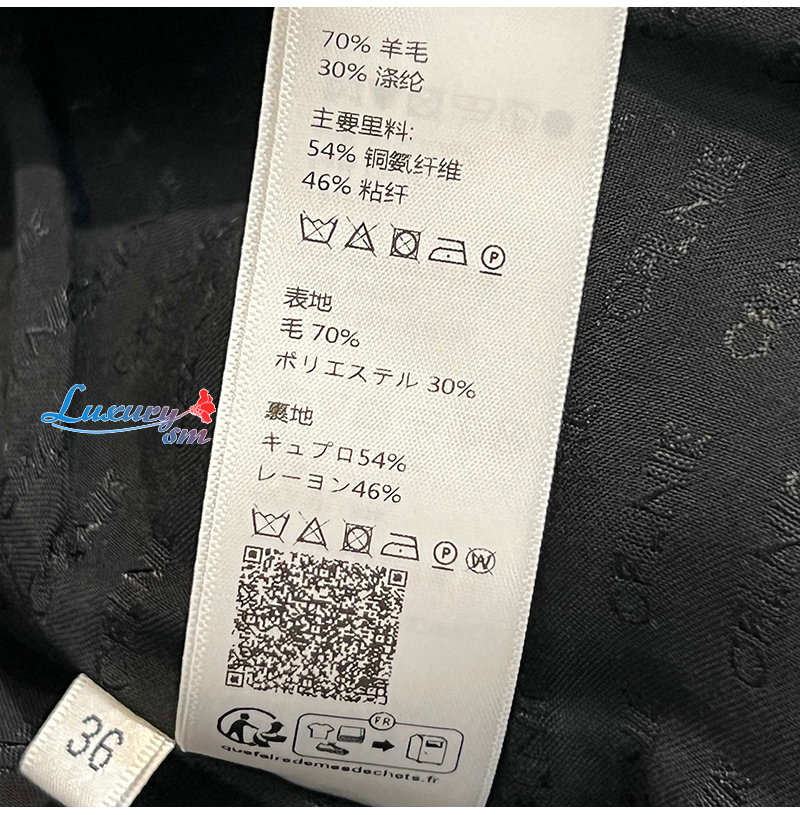 70% 羊毛
30% 涤纶
主要里料:
54% 铜氨纤维
46% 粘纤
P
表地
毛 70%
ポリエステル 30%
裏地
キュプロ54%
レーヨン46%
P W
FR
quefairedemesdechets.fr
36
Luxury
sm